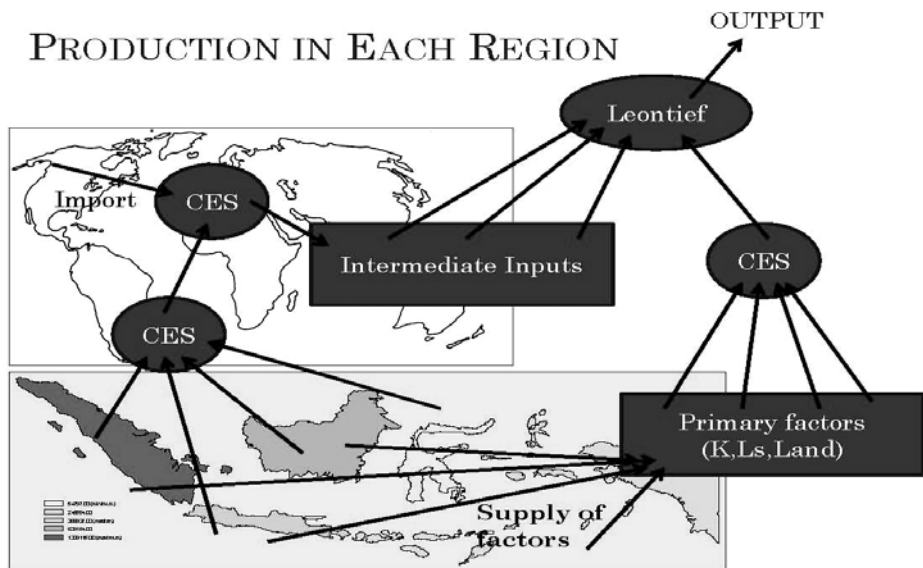 OUTPUT
PRODUCTION IN EACH REGION
Leontief
Import
CES
Intermediate Inputs
CES
CES
Primary factors
(K,Ls,Land)
Supply of
factors